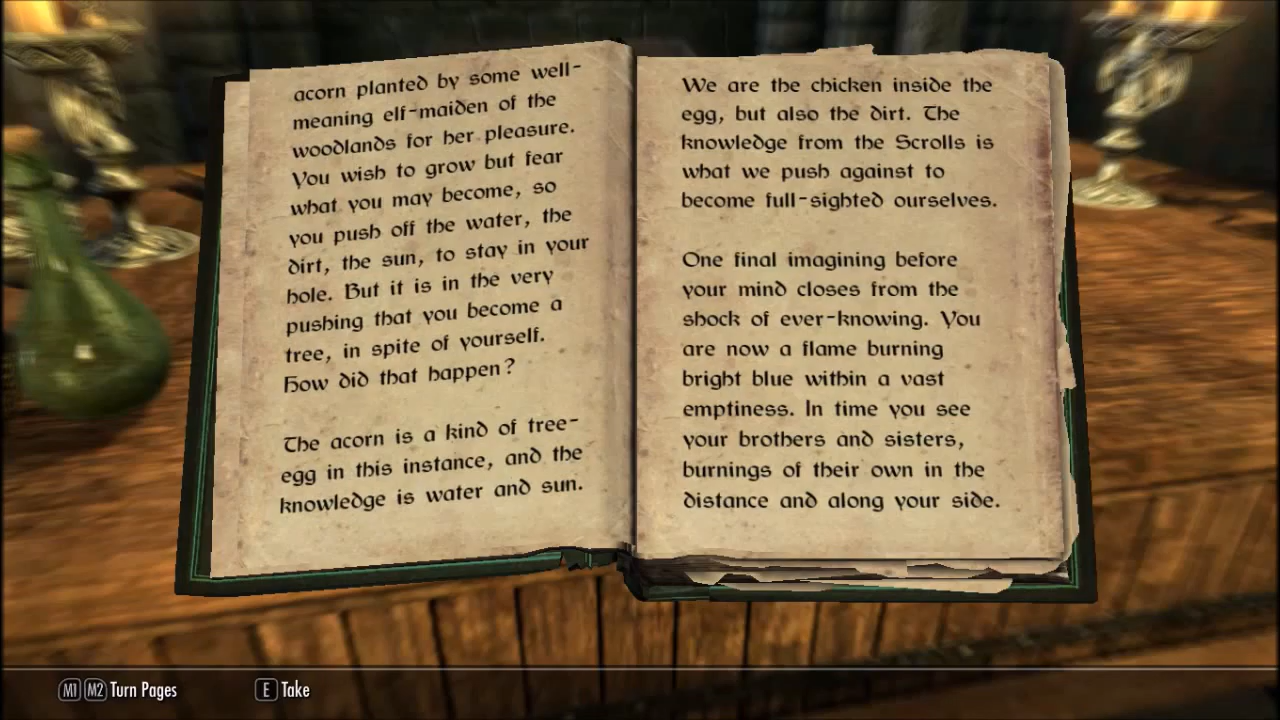 acorn planted by some well-
meaning elf-maiden of the
woodlands for her pleasure.
You wish to grow but fear
what you may become, so
you push off the water, the
dirt, the sun, to stay in your
hole. But it is in the very
pushing that you become a
tree, in spite of yourself.
How did that happen?
The acorn is a kind of tree-
egg in this instance, and the
knowledge is water and sun.
We are the chicken inside the
egg, but also the dirt. The
knowledge from the Scrolls is
what we push against to
become full-sighted ourselves.
One final imagining before
your mind closes from the
shock of ever-knowing. You
are now a flame burning
bright blue within a vast
emptiness. In time you see
your brothers and sisters,
burnings of their own in the
distance and along your side.
M1 M2 Turn Pages E Take